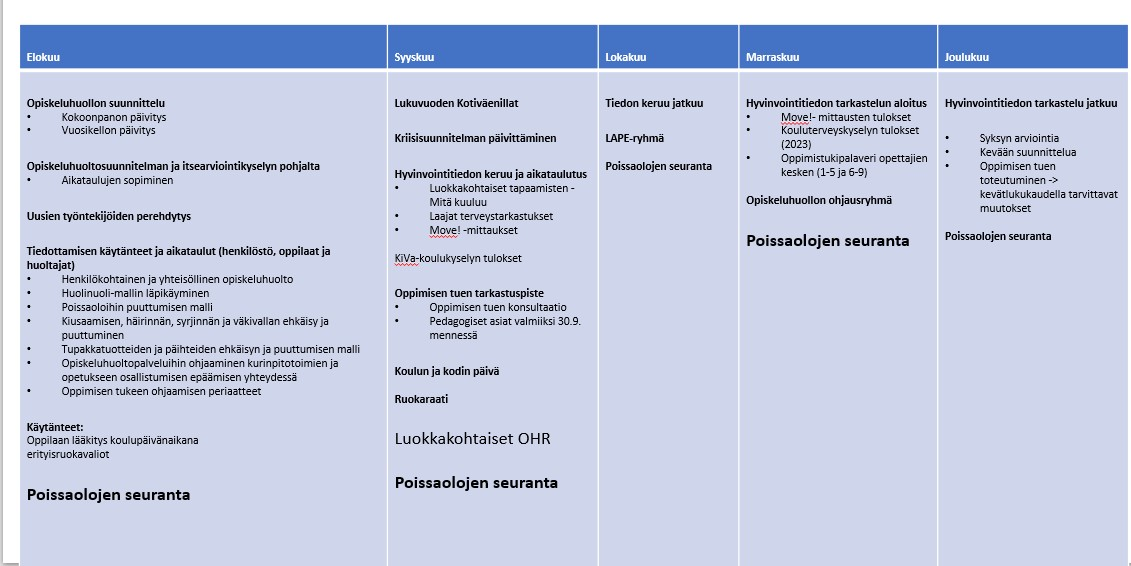 Elokuu
Opiskeluhuollon suunnittelu
• Kokoonpanon päivitys
• Vuosikellon päivitys
Opiskeluhuoltosuunnitelman ja itsearviointikyselyn pohjalta
• Aikataulujen sopiminen
Uusien työntekijöiden perehdytys
Tiedottamisen käytänteet ja aikataulut (henkilöstö, oppilaat ja
huoltajat)
• Henkilökohtainen ja yhteisöllinen opiskeluhuolto
• Huolinuoli-mallin läpikäyminen
• Poissaoloihin puuttumisen malli
• Kiusaamisen, häirinnän, syrjinnän ja väkivallan ehkäisy ja
puuttuminen
• Tupakkatuotteiden ja päihteiden ehkäisyn ja puuttumisen malli
• Opiskeluhuoltopalveluihin ohjaaminen kurinpitotoimien ja
opetukseen osallistumisen epäämisen yhteydessä
• Oppimisen tukeen ohjaamisen periaatteet
Käytänteet:
Oppilaan lääkitys koulupäivänaikana
erityisruokavaliot
Poissaolojen seuranta
Syyskuu
Lukuvuoden Kotiväenillat
Kriisisuunnitelman päivittäminen
Hyvinvointitiedon keruu ja aikataulutus
• Luokkakohtaiset tapaamisten -
Mitä kuuluu
• Laajat terveystarkastukset
• Move! -mittaukset
KiVa-koulukyselyn tulokset
Oppimisen tuen tarkastuspiste
• Oppimisen tuen konsultaatio
• Pedagogiset asiat valmiiksi 30.9.
mennessä
Koulun ja kodin päivä
Ruokaraati
Luokkakohtaiset OHR
Poissaolojen seuranta
Lokakuu
Tiedon keruu jatkuu
LAPE-ryhmä
Poissaolojen seuranta
Marraskuu
Hyvinvointitiedon tarkastelun aloitus
• Move!- mittausten tulokset
• Kouluterveyskyselyn tulokset
(2023)
• Oppimistukipalaveri opettajien
kesken (1-5 ja 6-9)
Opiskeluhuollon ohjausryhmä
Poissaolojen seuranta
Joulukuu
Hyvinvointitiedon tarkastelu jatkuu
• Syksyn arviointia
• Kevään suunnittelua
• Oppimisen tuen
toteutuminen ->
kevätlukukaudella tarvittavat
muutokset
Poissaolojen seuranta